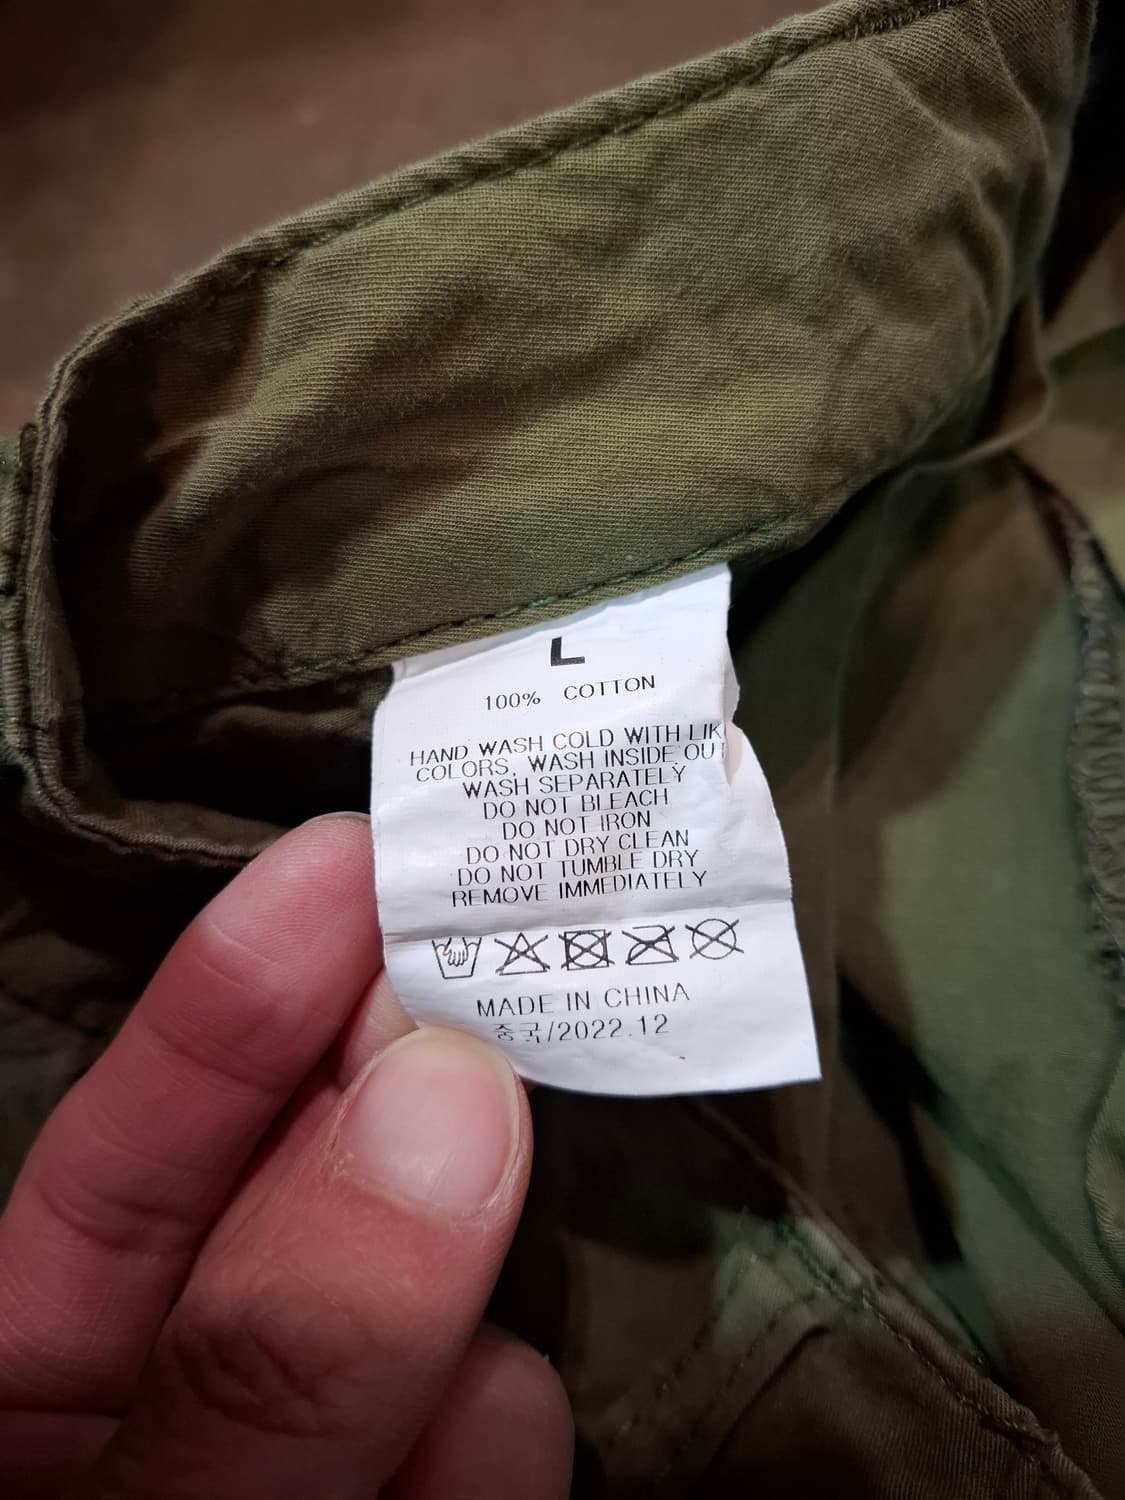 L
100% COTTON
HAND WASH COLD WITH LIK
COLORS, WASH INSIDE OUT
WASH SEPARATELY
DO NOT BLEACH
DO NOT IRON
DO NOT DRY CLEAN
DO NOT TUMBLE DRY
REMOVE IMMEDIATELY
MADE IN CHINA
중국/2022.12